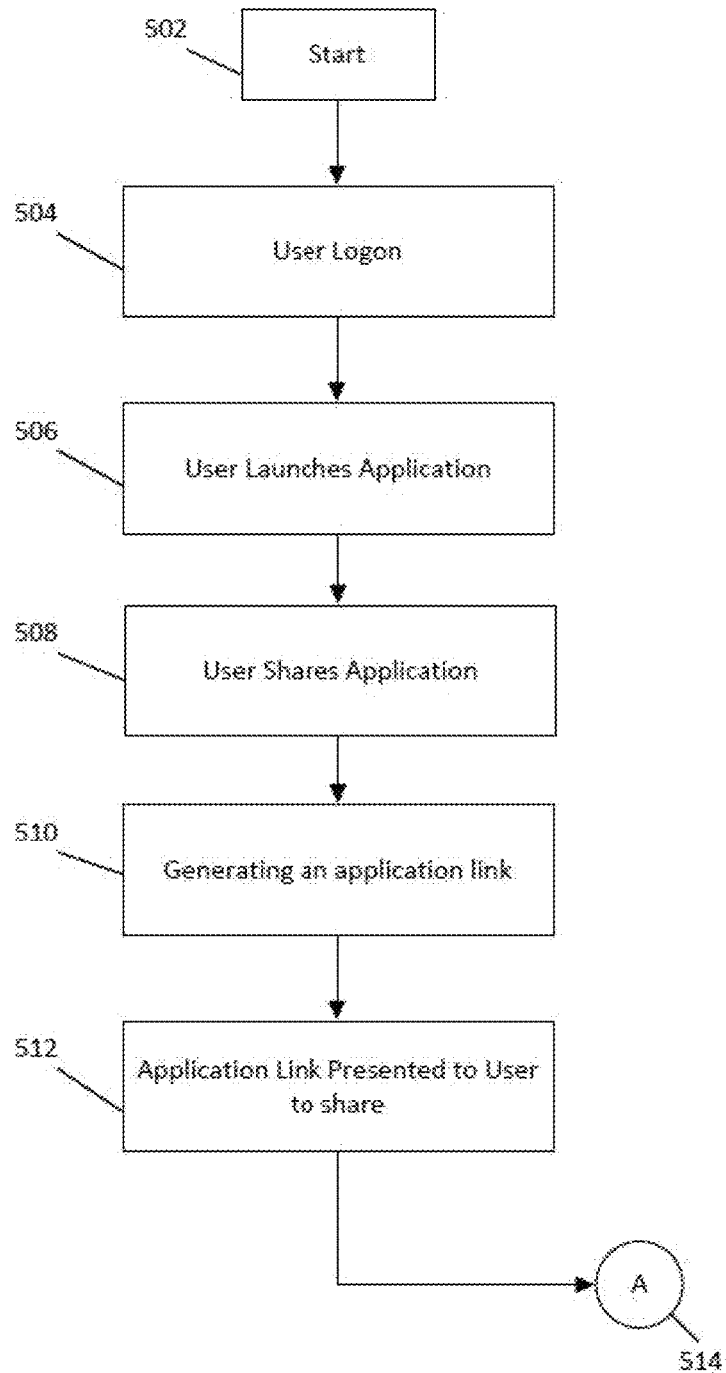 502
Start
504
User Logon
506
User Launches Application
508
User Shares Application
510
Generating an application link
512
Application Link Presented to User
to share
A
514